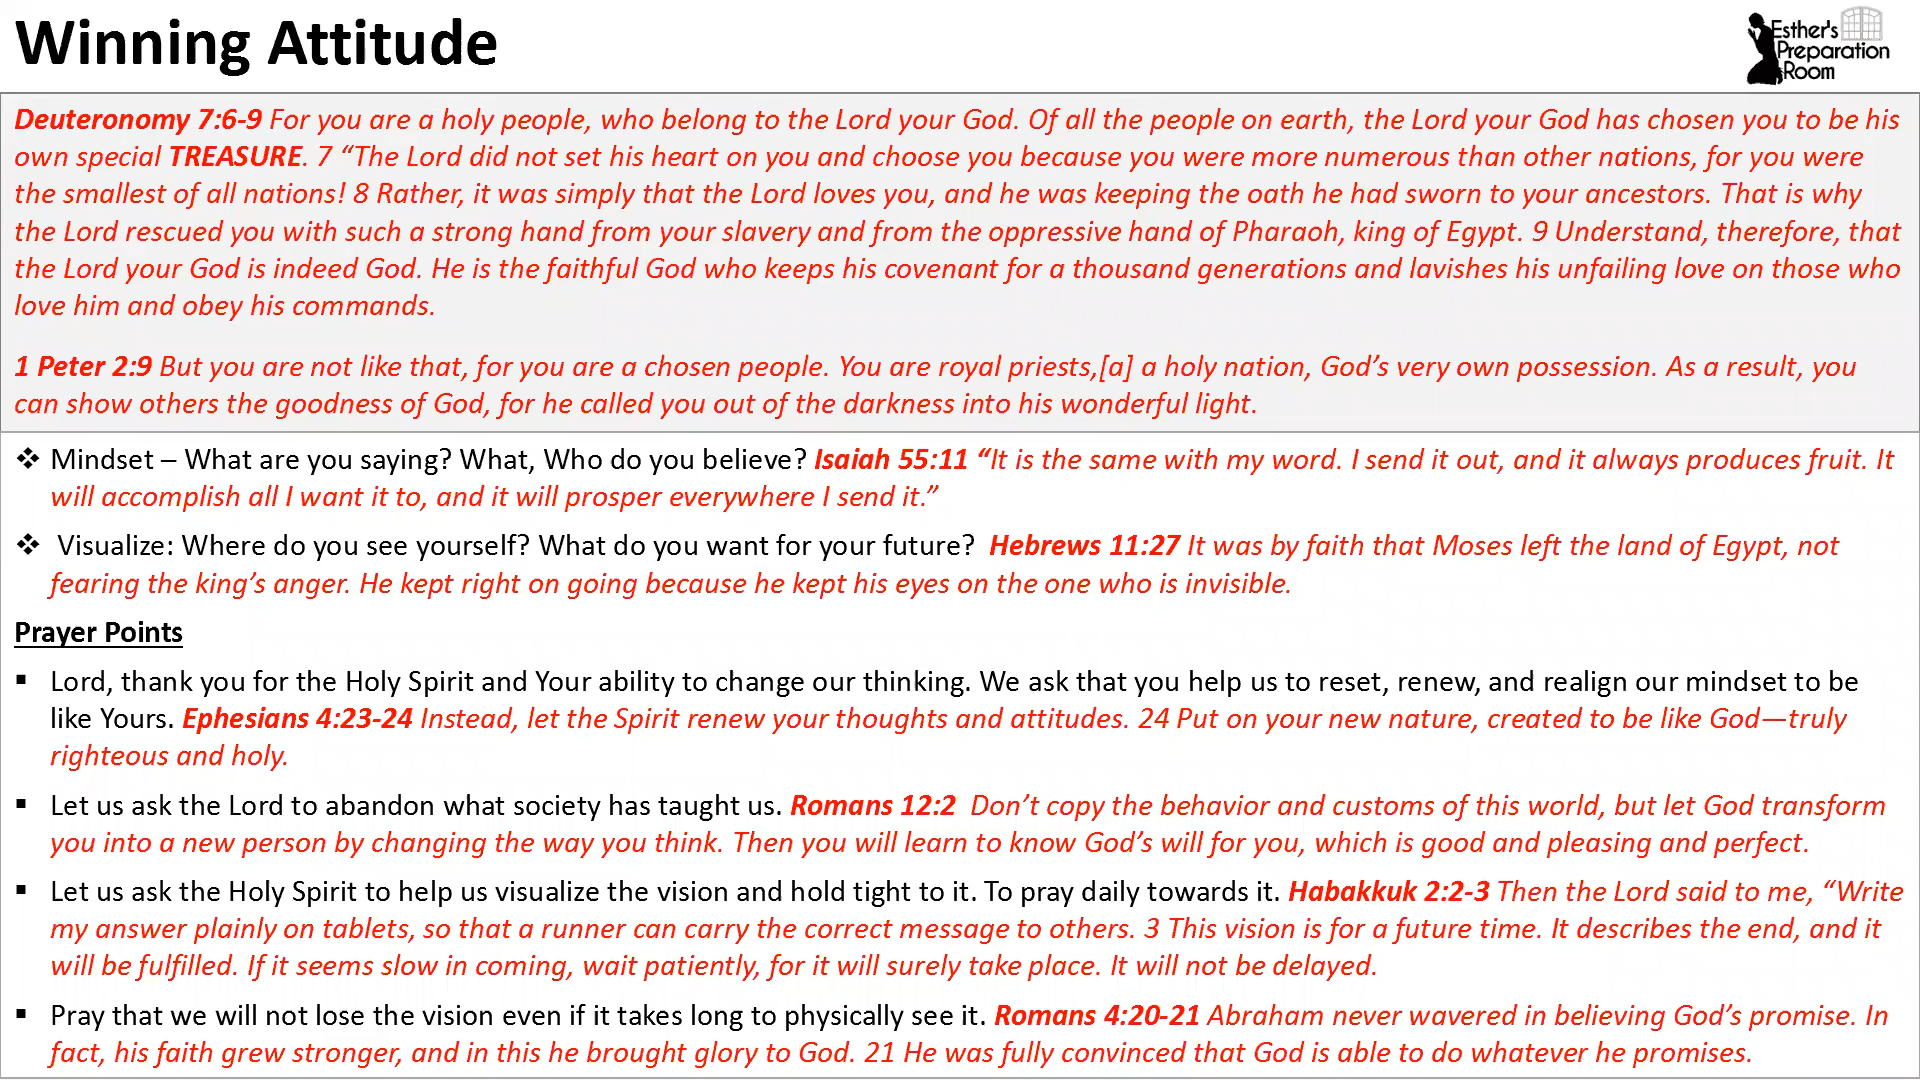 Winning Attitude
Esther's
Preparation
Room
Deuteronomy 7:6-9 For you are a holy people, who belong to the Lord your God. Of all the people on earth, the Lord your God has chosen you to be his
own special TREASURE. 7 “The Lord did not set his heart on you and choose you because you were more numerous than other nations, for you were
the smallest of all nations! 8 Rather, it was simply that the Lord loves you, and he was keeping the oath he had sworn to your ancestors. That is why
the Lord rescued you with such a strong hand from your slavery and from the oppressive hand of Pharaoh, king of Egypt. 9 Understand, therefore, that
the Lord your God is indeed God. He is the faithful God who keeps his covenant for a thousand generations and lavishes his unfailing love on those who
love him and obey his commands.
1 Peter 2:9 But you are not like that, for you are a chosen people. You are royal priests,[a] a holy nation, God’s very own possession. As a result, you
can show others the goodness of God, for he called you out of the darkness into his wonderful light.
❖ Mindset – What are you saying? What, Who do you believe? Isaiah 55:11 “It is the same with my word. I send it out, and it always produces fruit. It
will accomplish all I want it to, and it will prosper everywhere I send it.”
❖ Visualize: Where do you see yourself? What do you want for your future? Hebrews 11:27 It was by faith that Moses left the land of Egypt, not
fearing the king’s anger. He kept right on going because he kept his eyes on the one who is invisible.
Prayer Points
▪ Lord, thank you for the Holy Spirit and Your ability to change our thinking. We ask that you help us to reset, renew, and realign our mindset to be
like Yours. Ephesians 4:23-24 Instead, let the Spirit renew your thoughts and attitudes. 24 Put on your new nature, created to be like God—truly
righteous and holy.
▪ Let us ask the Lord to abandon what society has taught us. Romans 12:2 Don’t copy the behavior and customs of this world, but let God transform
you into a new person by changing the way you think. Then you will learn to know God’s will for you, which is good and pleasing and perfect.
▪ Let us ask the Holy Spirit to help us visualize the vision and hold tight to it. To pray daily towards it. Habakkuk 2:2-3 Then the Lord said to me, “Write
my answer plainly on tablets, so that a runner can carry the correct message to others. 3 This vision is for a future time. It describes the end, and it
will be fulfilled. If it seems slow in coming, wait patiently, for it will surely take place. It will not be delayed.
▪ Pray that we will not lose the vision even if it takes long to physically see it. Romans 4:20-21 Abraham never wavered in believing God’s promise. In
fact, his faith grew stronger, and in this he brought glory to God. 21 He was fully convinced that God is able to do whatever he promises.